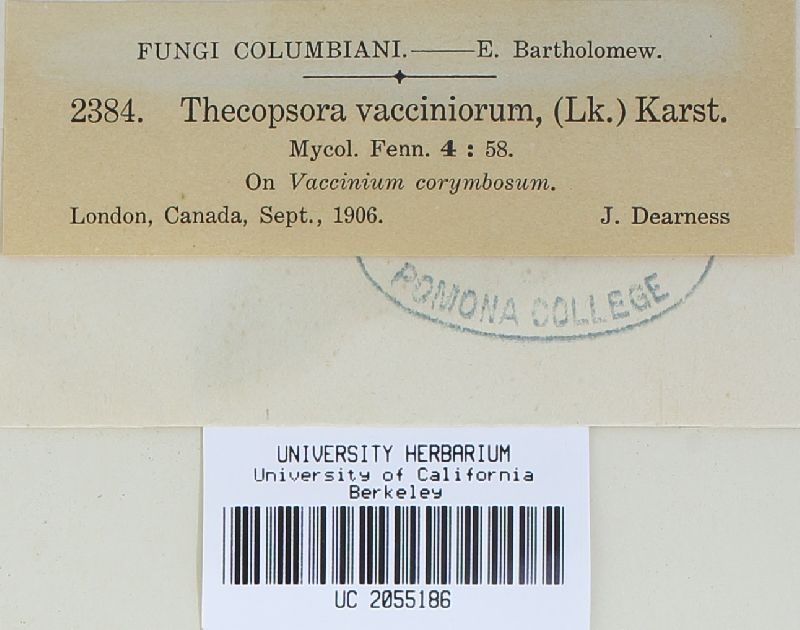 FUNGI COLUMBIANI.——E. Bartholomew.
2384. Thecopsora vacciniorum, (Lk.) Karst.
Mycol. Fenn. 4 : 58.
On Vaccinium corymbosum.
London, Canada, Sept., 1906. J. Dearness
POMONA COLLEGE
UNIVERSITY HERBARIUM
University of California
Berkeley
UC 2055186